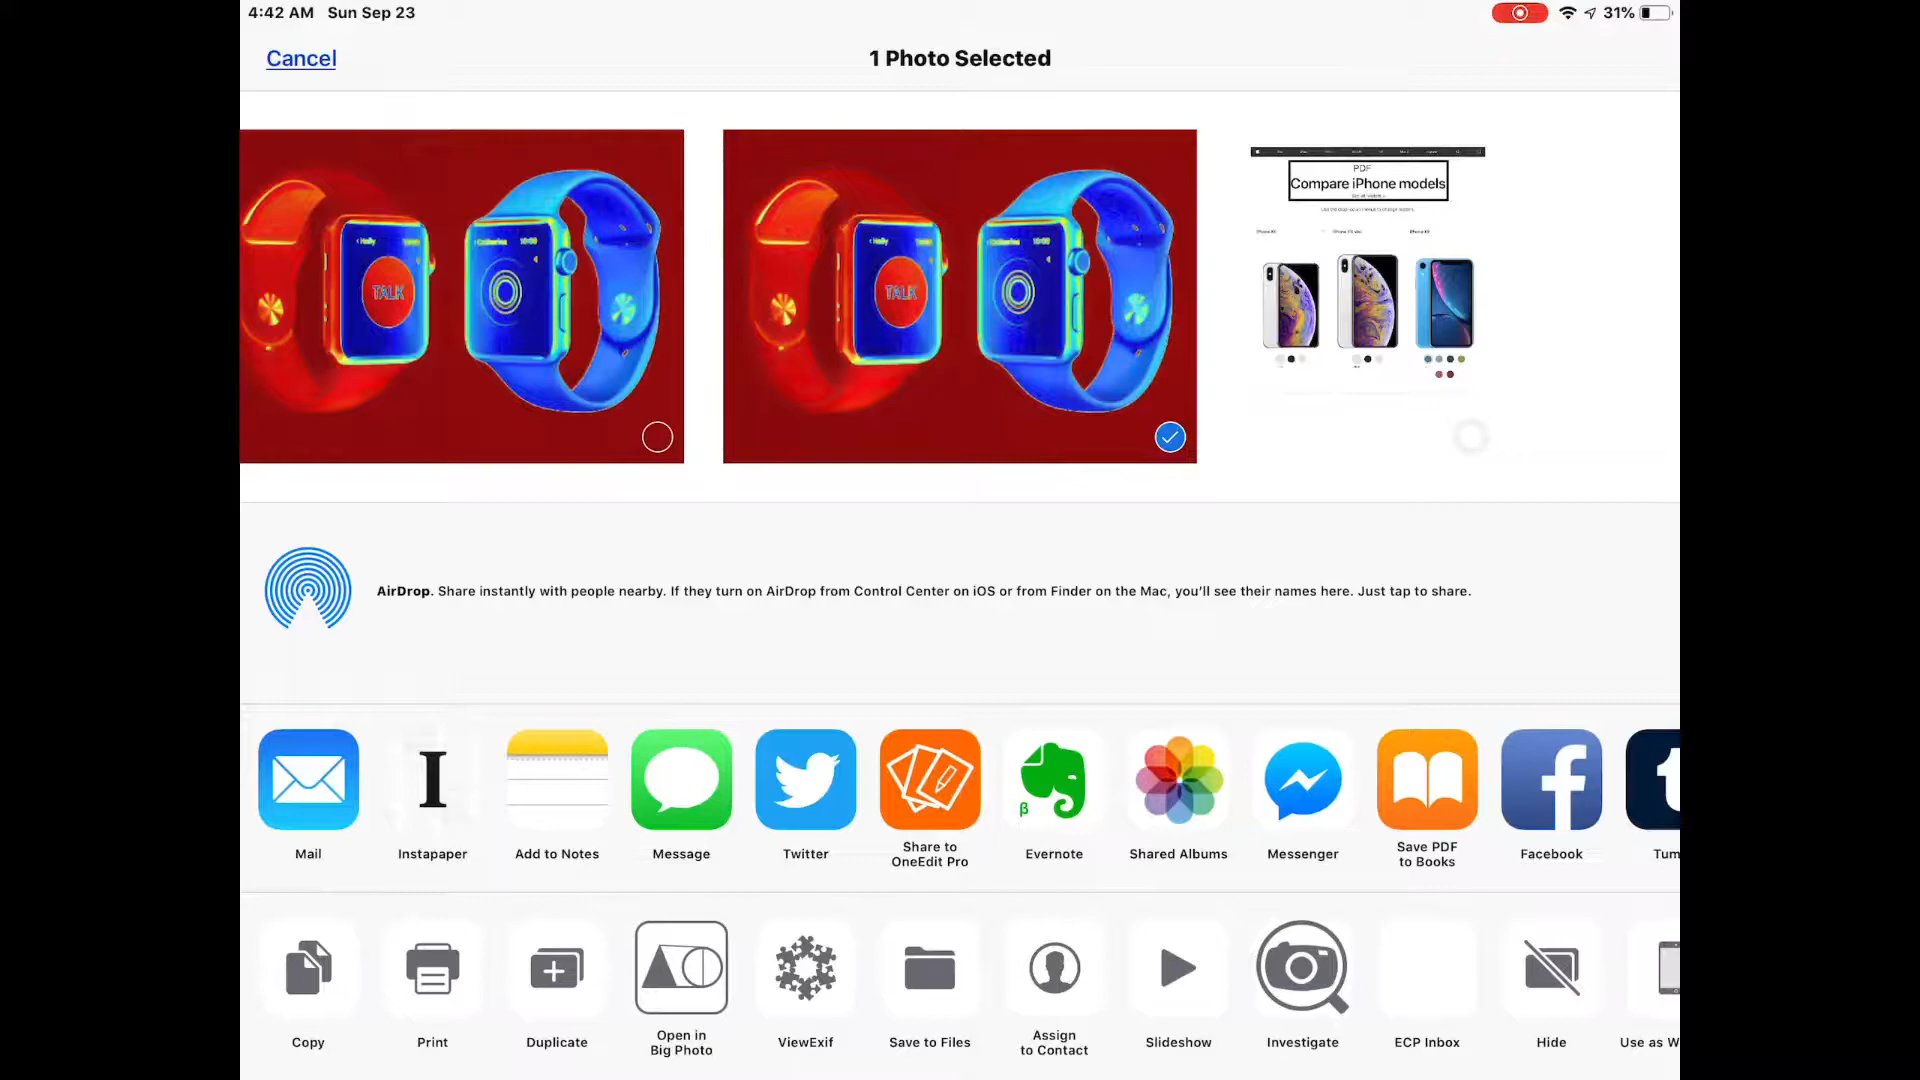 4:42 AM Sun Sep 23
31%
Cancel
1 Photo Selected
TALK
TALK
PDF
Compare iPhone models
AirDrop. Share instantly with people nearby. If they turn on AirDrop from Control Center on iOS or from Finder on the Mac, you'll see their names here. Just tap to share.
Mail
Instapaper
Add to Notes
Message
Twitter
Share to
OneEdit Pro
Evernote
Shared Albums
Messenger
Save PDF
to Books
Facebook
Tum
Copy
Print
Duplicate
Open in
Big Photo
ViewExif
Save to Files
Assign
to Contact
Slideshow
Investigate
ECP Inbox
Hide
Use as W